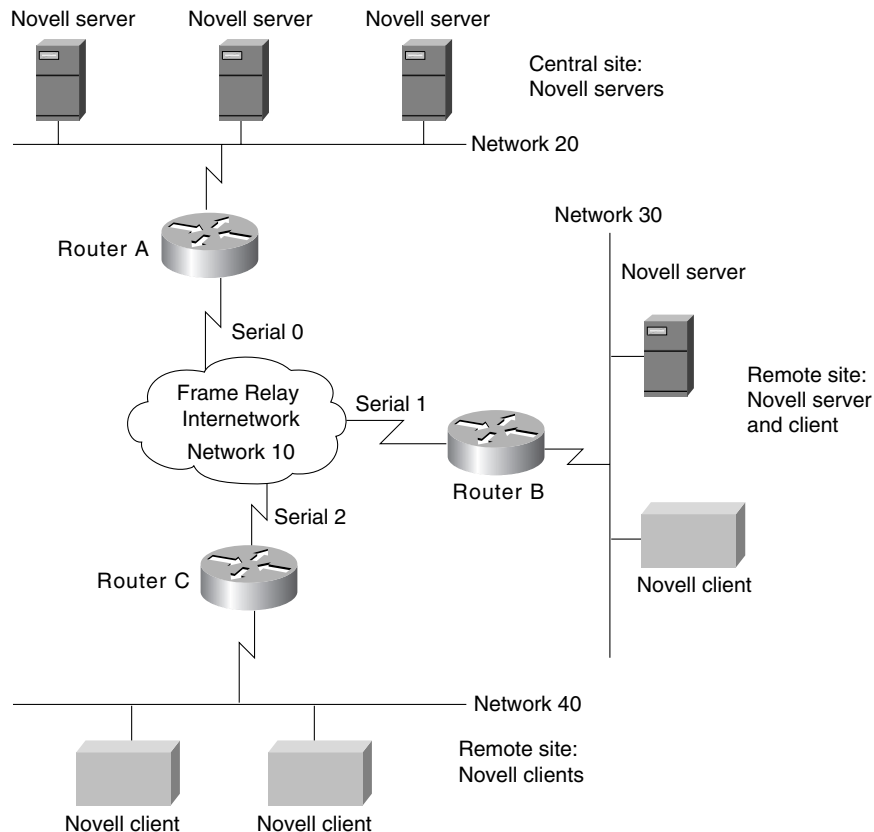 Novell server
Novell server
Novell server
Central site:
Novell servers
Network 20
Network 30
Router A
Novell server
Serial 0
Frame Relay
Internetwork
Network 10
Serial 1
Remote site:
Novell server
and client
Router B
Serial 2
Router C
Novell client
Network 40
Remote site:
Novell clients
Novell client
Novell client